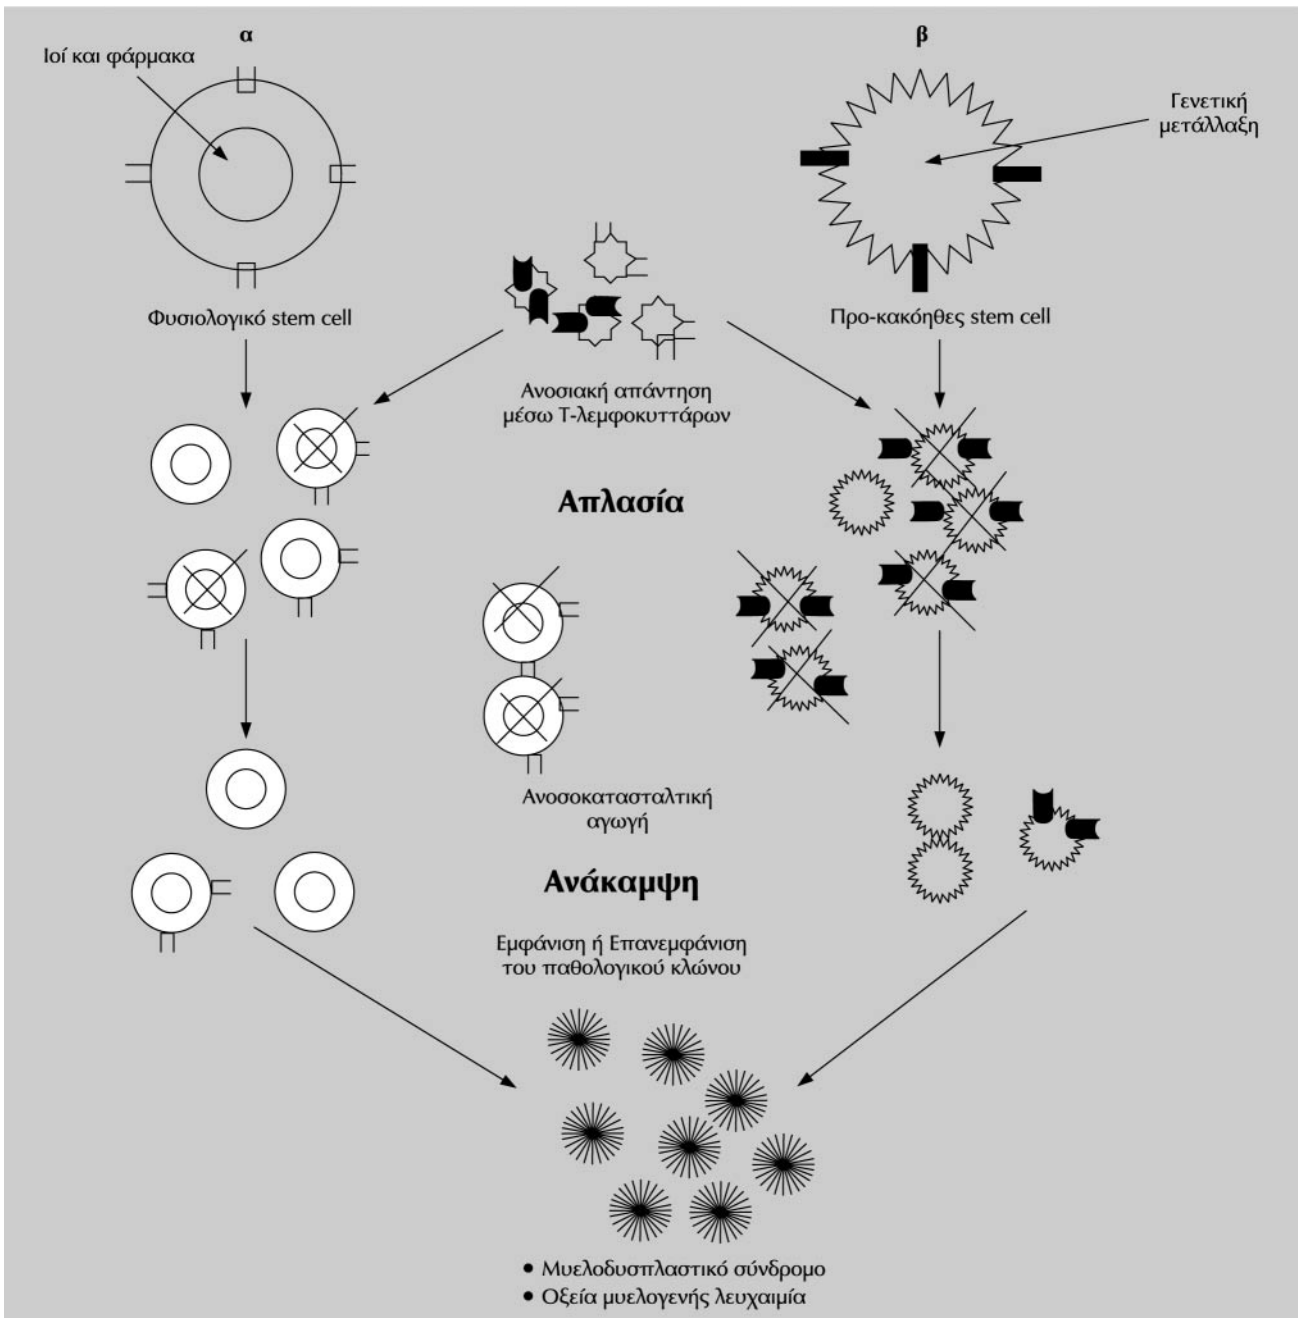 α
β
Ιοί και φάρμακα
Γενετική
μετάλλαξη
Φυσιολογικό stem cell
Προ-κακόηθες stem cell
Ανοσιακή απάντηση
μέσω Τ-λεμφοκυττάρων
Απλασία
Ανοσοκατασταλτική
αγωγή
Ανάκαμψη
Εμφάνιση ή Επανεμφάνιση
του παθολογικού κλώνου
• Μυελοδυσπλαστικό σύνδρομο
• Οξεία μυελογενής λευχαιμία